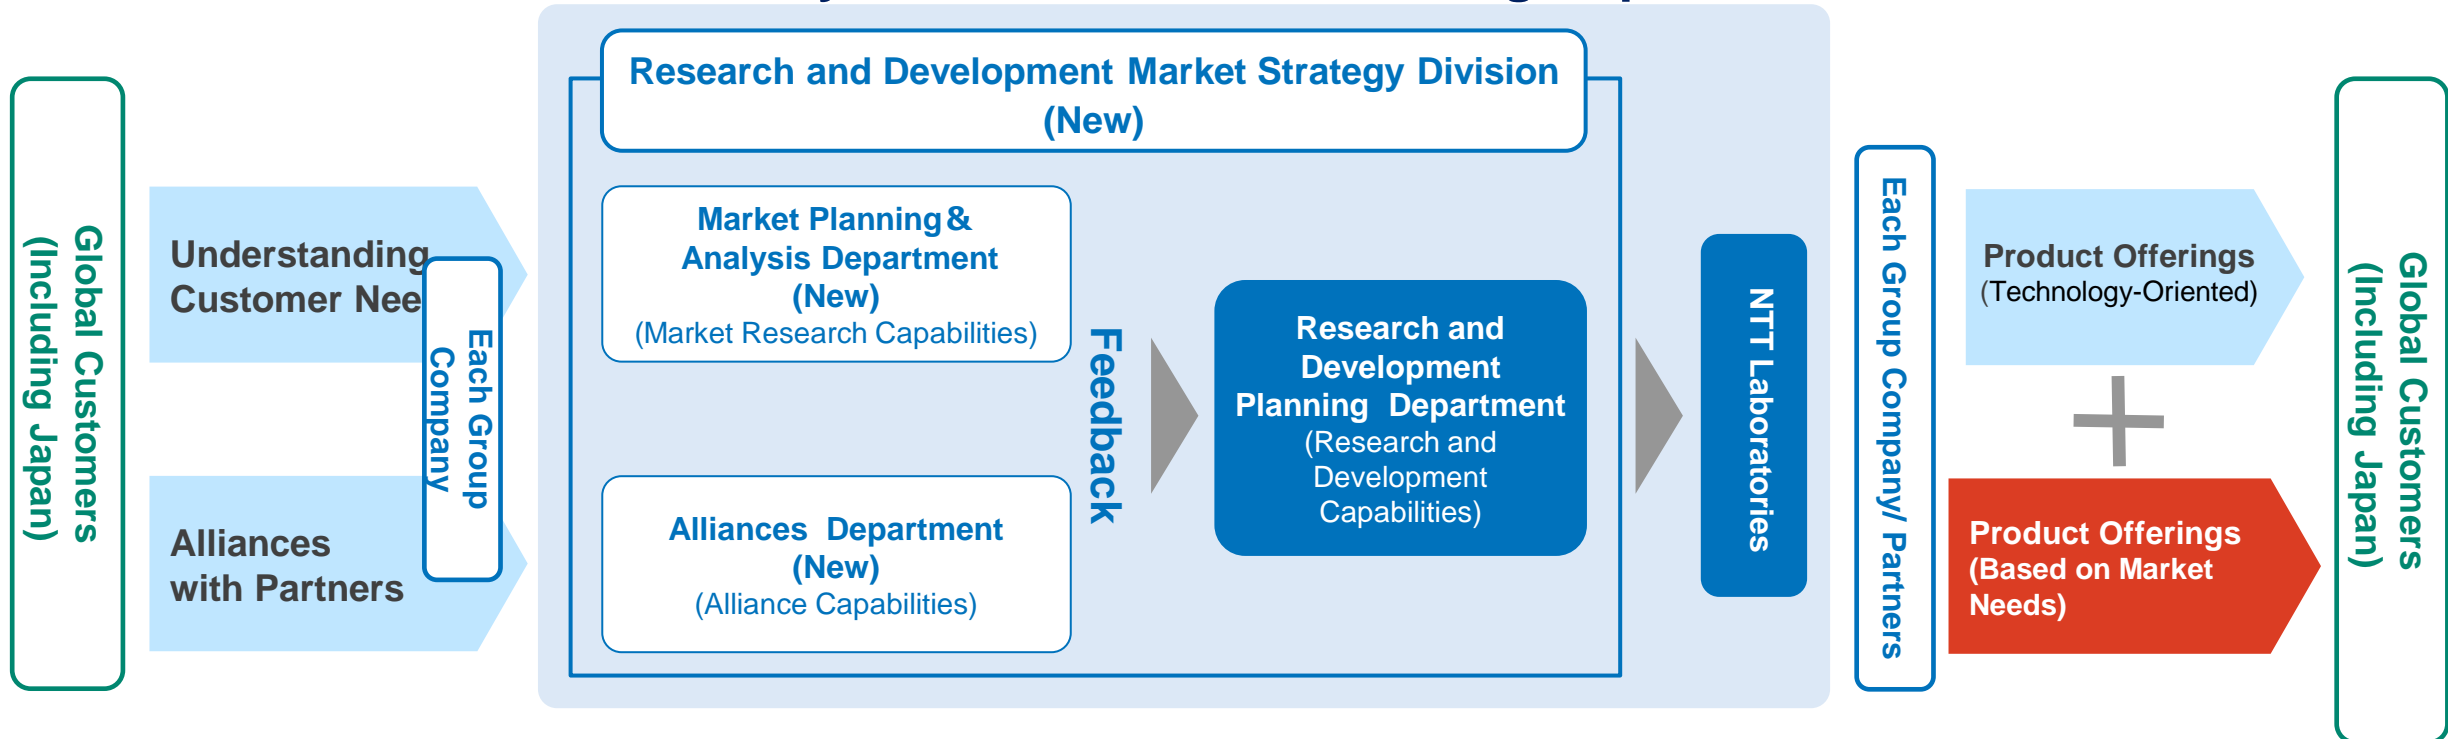 Research and Development Market Strategy Division
(New)
Global Customers
(Including Japan)
Understanding
Customer Nee
Each Group
Company
Alliances
with Partners
Market Planning&
Analysis Department
(New)
(Market Research Capabilities)
Alliances Department
(New)
(Alliance Capabilities)
Feedback
Research and
Development
Planning Department
(Research and
Development
Capabilities)
NTT Laboratories
Each Group Company/ Partners
Product Offerings
(Technology-Oriented)
Product Offerings
(Based on Market
Needs)
Global Customers
(Including Japan)